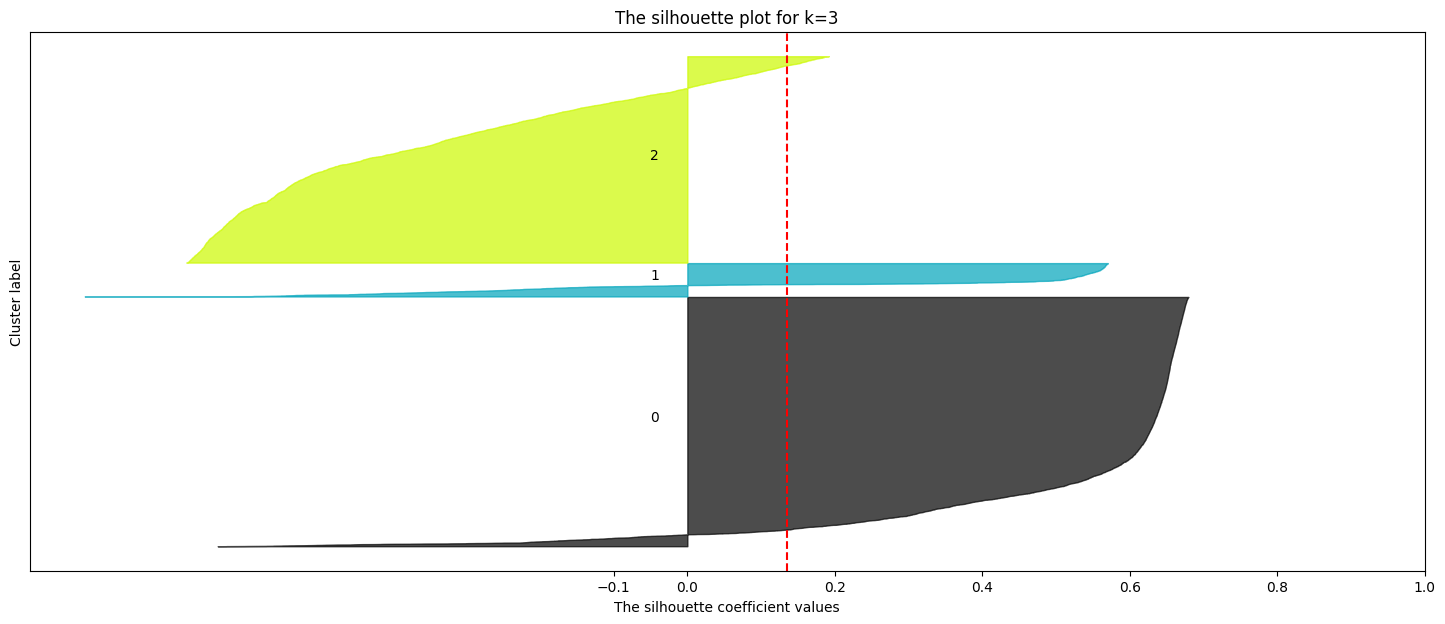 The silhouette plot for k=3
Cluster label
2
1
0
−0.1 0.0 0.2 0.4 0.6 0.8 1.0
The silhouette coefficient values